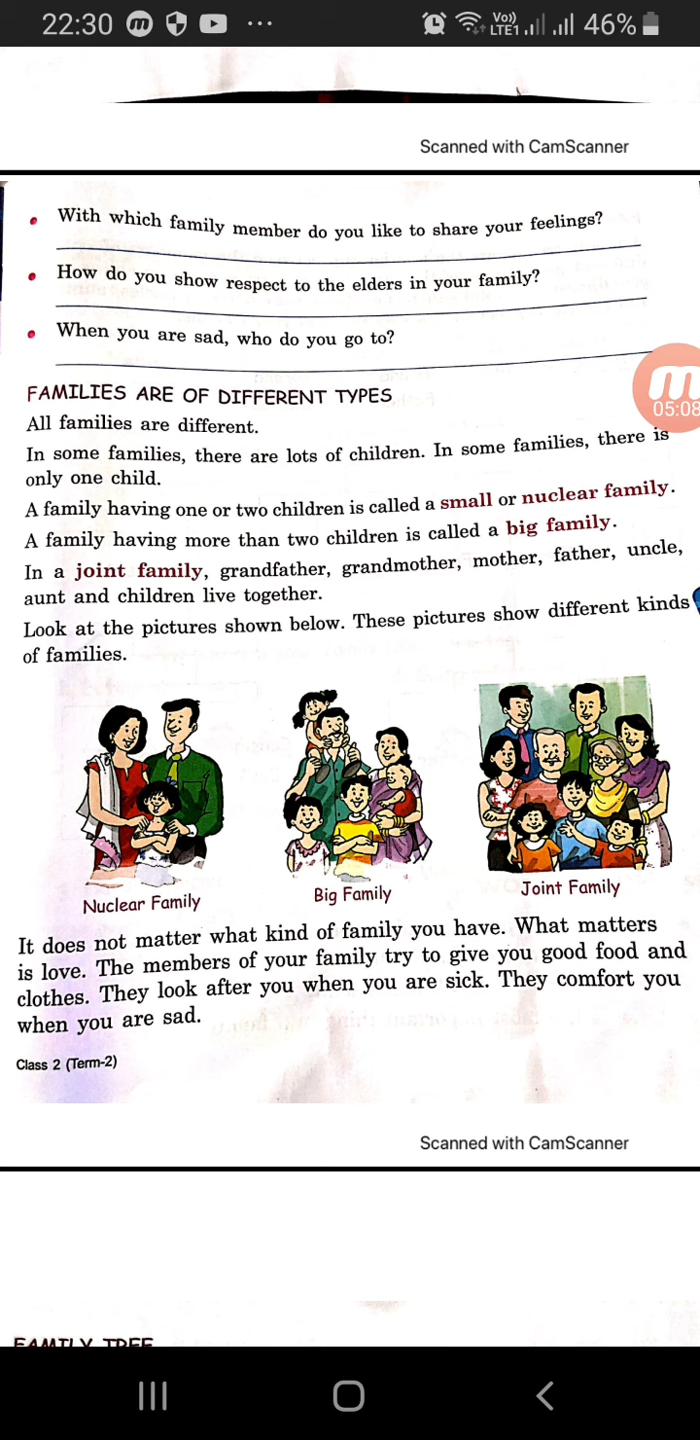 22:30
Vo))
LTE1
46%
Scanned with CamScanner
With which family member do you like to share your feelings?
How do you show respect to the elders in your family?
When you are sad, who do you go to?
05:08
FAMILIES ARE OF DIFFERENT TYPES
All families are different.
In some families, there are lots of children. In some families, there is
only one child.
A family having one or two children is called a small or nuclear family.
A family having more than two children is called a big family.
In a joint family, grandfather, grandmother, mother, father, uncle,
aunt and children live together.
Look at the pictures shown below. These pictures show different kinds
of families.
Nuclear Family
Big Family
Joint Family
It does not matter what kind of family you have. What matters
is love. The members of your family try to give you good food and
clothes. They look after you when you are sick. They comfort you
when you are sad.
Class 2 (Term-2)
Scanned with CamScanner
FAMILY TREE